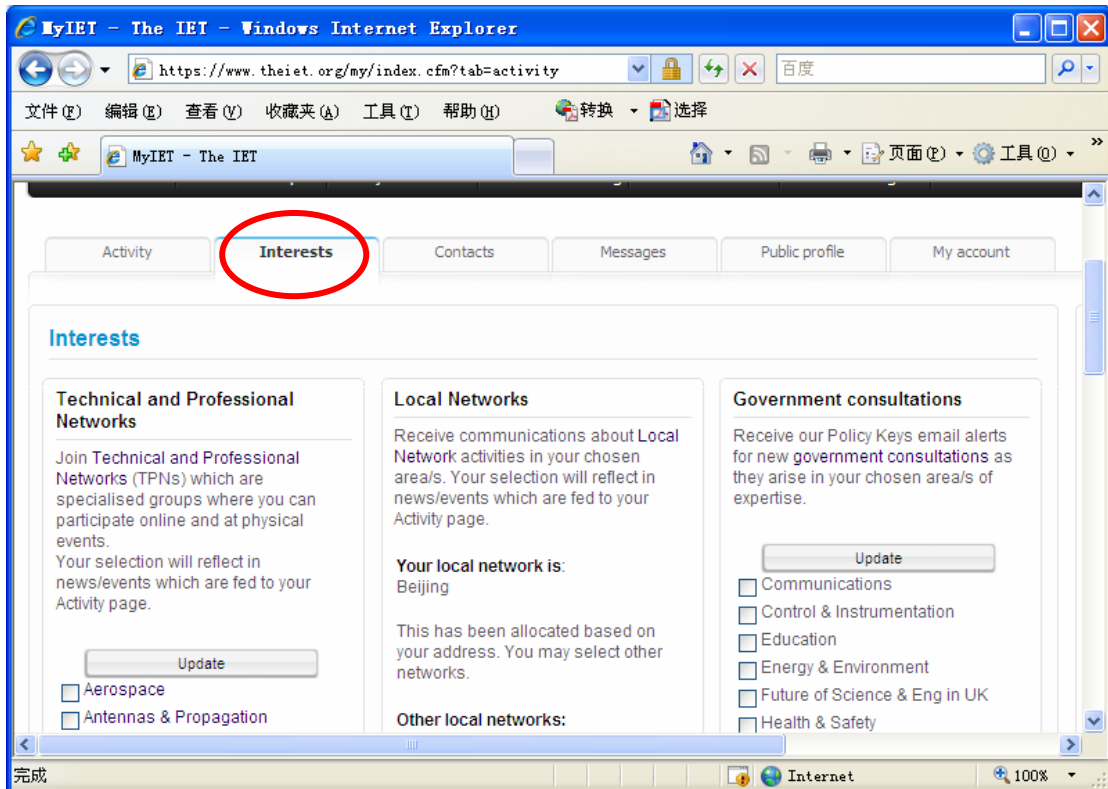 MyIET - The IET - Windows Internet Explorer
https://www.theiet.org/my/index.cfm?tab=activity
百度
文件(F) 编辑(E) 查看(V) 收藏夹(A) 工具(T) 帮助(H) 转换 选择
MyIET - The IET
页面(P) 工具(O) »
Activity Interests Contacts Messages Public profile My account
Interests
Technical and Professional
Networks
Join Technical and Professional
Networks (TPNs) which are
specialised groups where you can
participate online and at physical
events.
Your selection will reflect in
news/events which are fed to your
Activity page.
Update
Aerospace
Antennas & Propagation
Local Networks
Receive communications about Local
Network activities in your chosen
area/s. Your selection will reflect in
news/events which are fed to your
Activity page.
Your local network is:
Beijing
This has been allocated based on
your address. You may select other
networks.
Other local networks:
Government consultations
Receive our Policy Keys email alerts
for new government consultations as
they arise in your chosen area/s of
expertise.
Update
Communications
Control & Instrumentation
Education
Energy & Environment
Future of Science & Eng in UK
Health & Safety
完成 Internet 100%